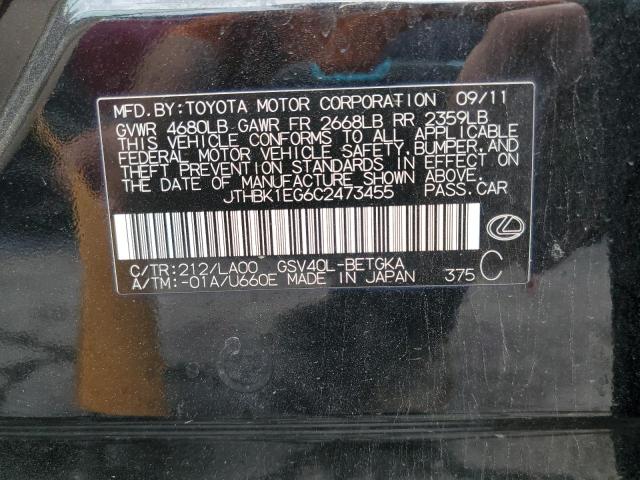 MFD.BY:TOYOTA MOTOR CORPORATION 09/11
GVWR 4680LB GAWR FR 2668LB RR 2359LB
THIS VEHICLE CONFORMS TO ALL APPLICABLE
FEDERAL MOTOR VEHICLE SAFETY,BUMPER,AND
THEFT PREVENTION STANDARDS IN EFFECT ON
THE DATE OF MANUFACTURE SHOWN ABOVE.
JTHBK1EG6C2473455 PASS.CAR
C/TR:212/LA00 GSV40L-BETGKA
A/TM:-01A/U660E MADE IN JAPAN 375 C